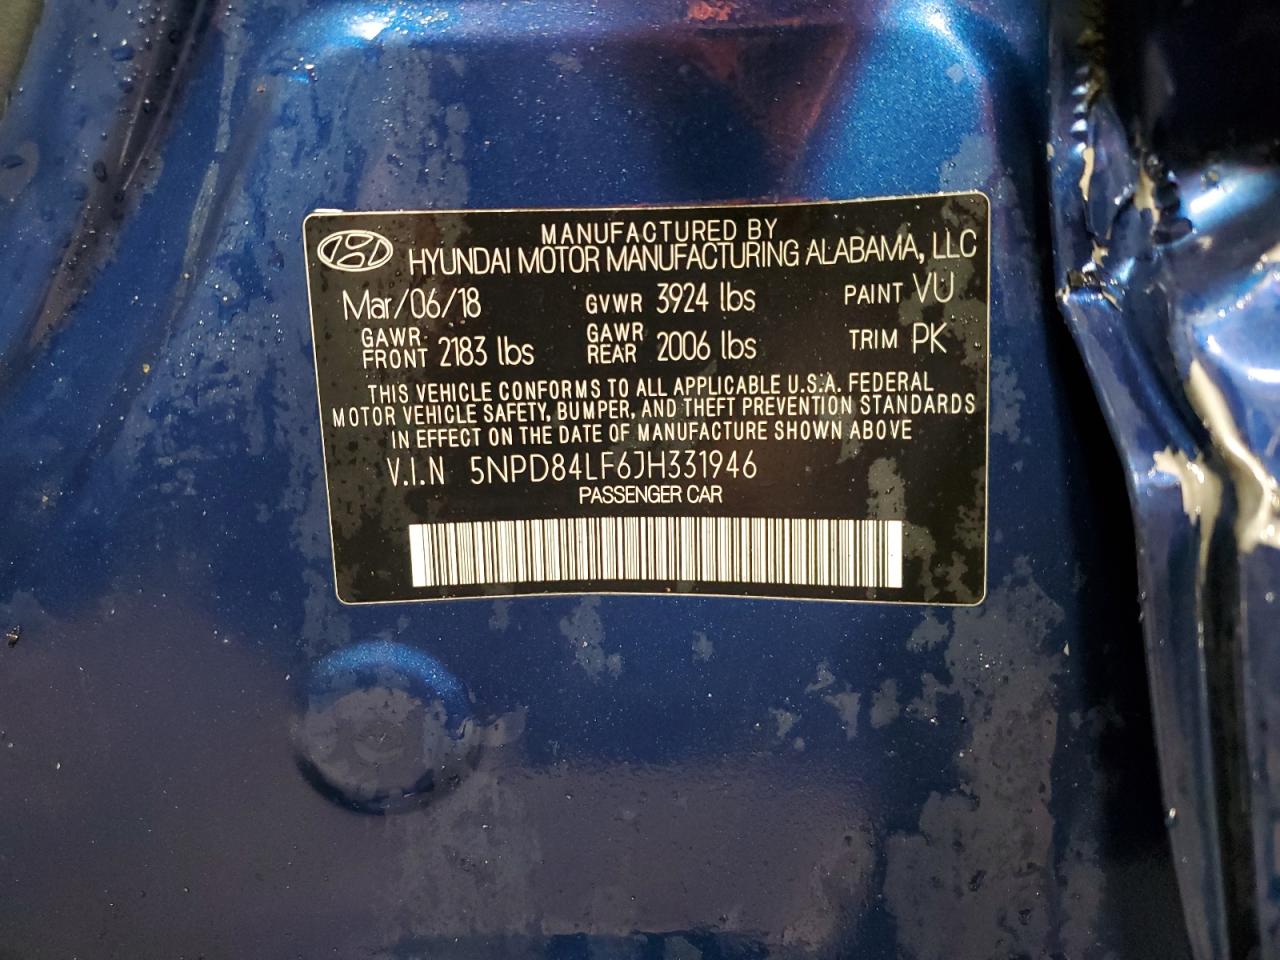 MANUFACTURED BY
HYUNDAI MOTOR MANUFACTURING ALABAMA, LLC
Mar/06/18 GVWR 3924 lbs PAINT VU
GAWR FRONT 2183 lbs GAWR REAR 2006 lbs TRIM PK
THIS VEHICLE CONFORMS TO ALL APPLICABLE U.S.A. FEDERAL
MOTOR VEHICLE SAFETY, BUMPER, AND THEFT PREVENTION STANDARDS
IN EFFECT ON THE DATE OF MANUFACTURE SHOWN ABOVE
V.I.N 5NPD84LF6JH331946
PASSENGER CAR